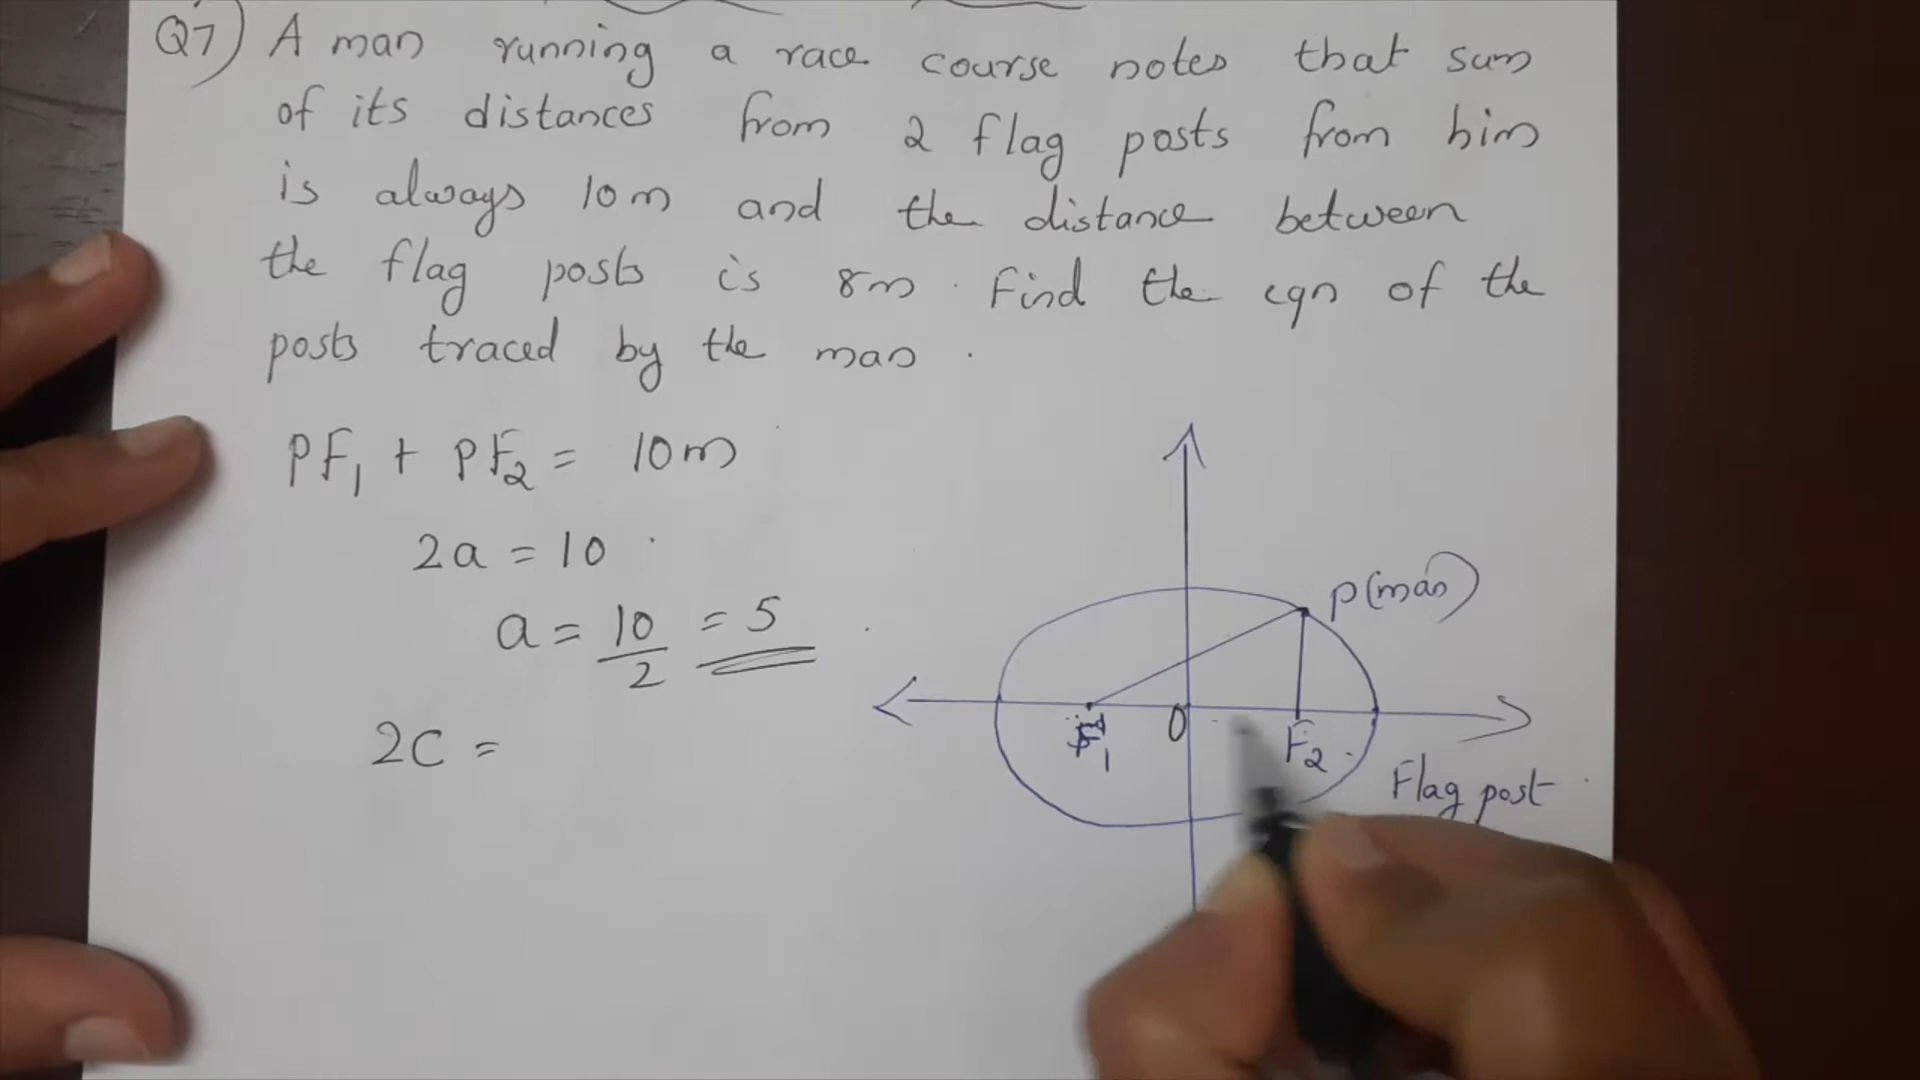 Q7) A man running a race course notes that sum
of its distances from 2 flag posts from him
is always 10m and the distance between
the flag posts is 8m. Find the eqn of the
posts traced by the man.
PF₁ + PF₂ = 10m
2a = 10
a = 10/2 = 5
2C =
P(man)
F₁
O
F₂
Flag post